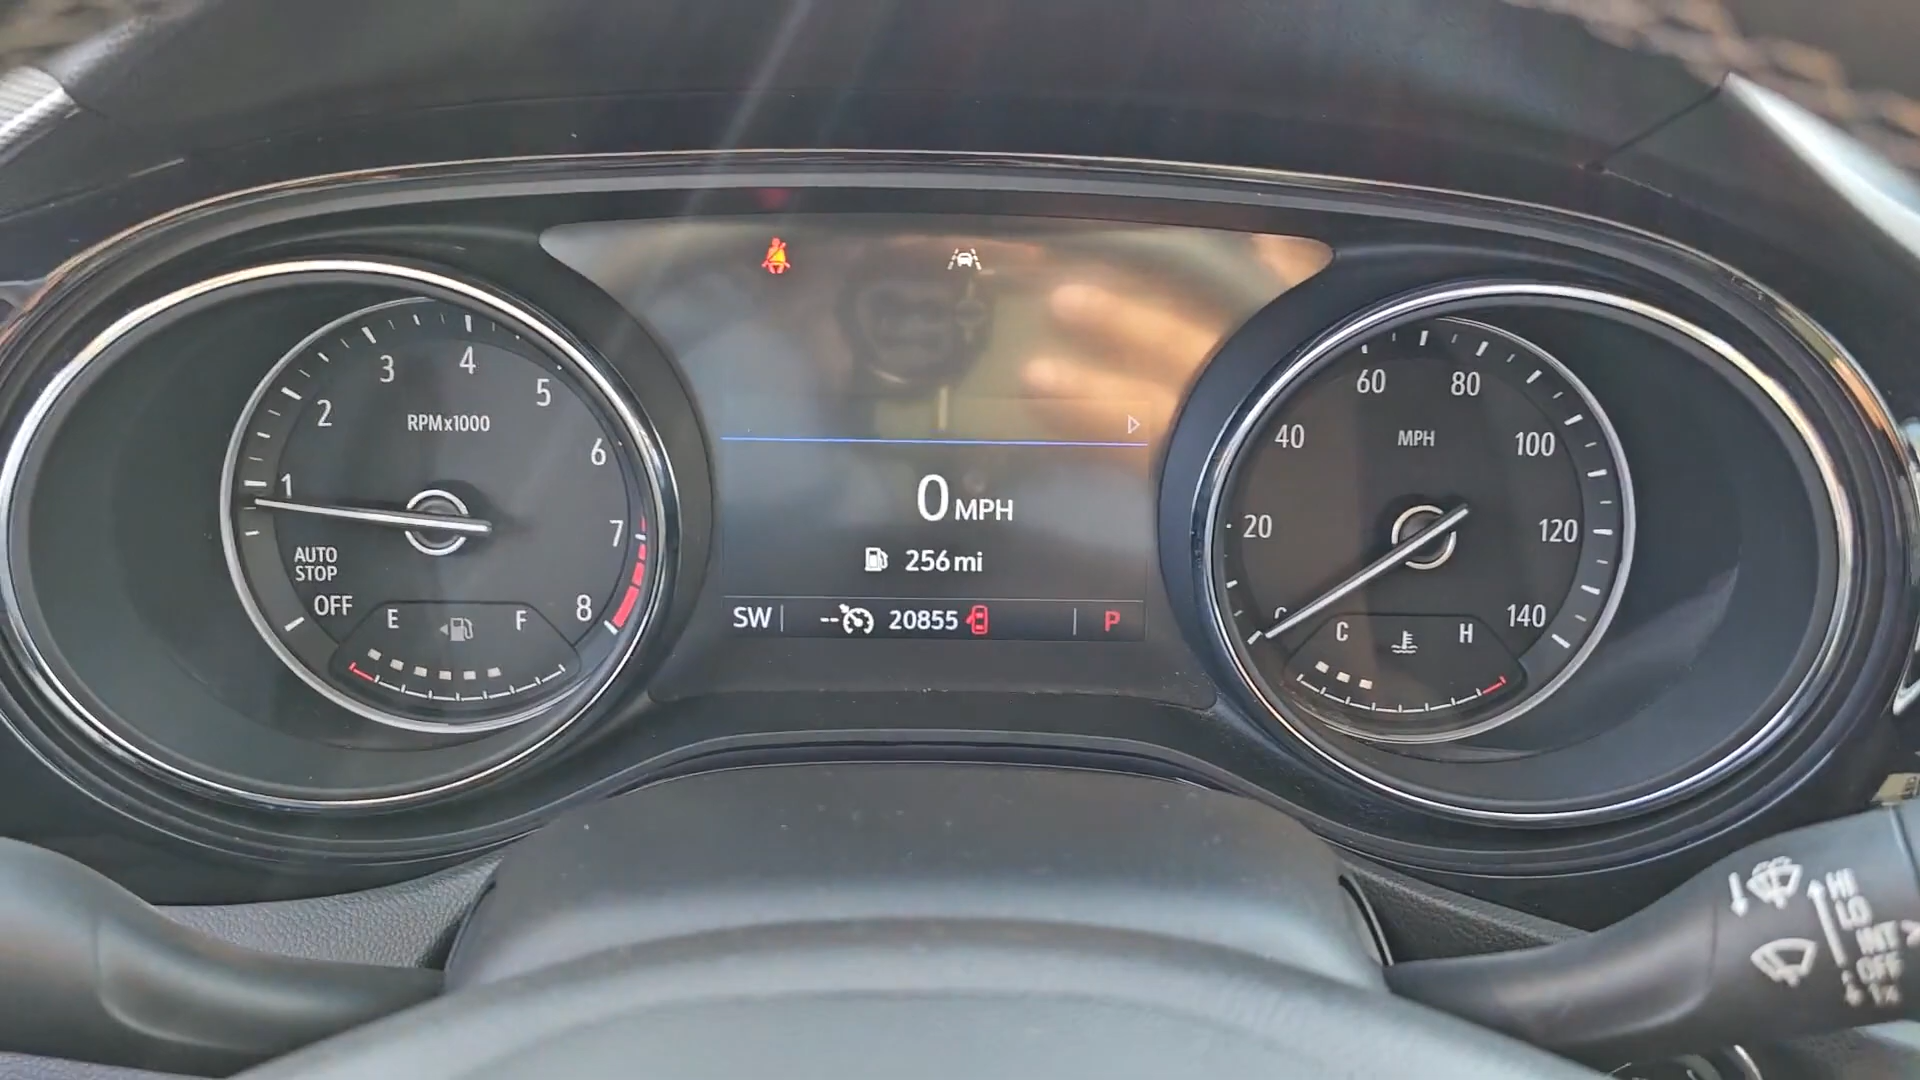 3 4 5
2 RPMx1000 6
1 7
AUTO
STOP
OFF 8
E F
0 MPH
256 mi
SW -- 20855 P
60 80
40 MPH 100
20 120
140
C H
HI
LO
INT
OFF
1x